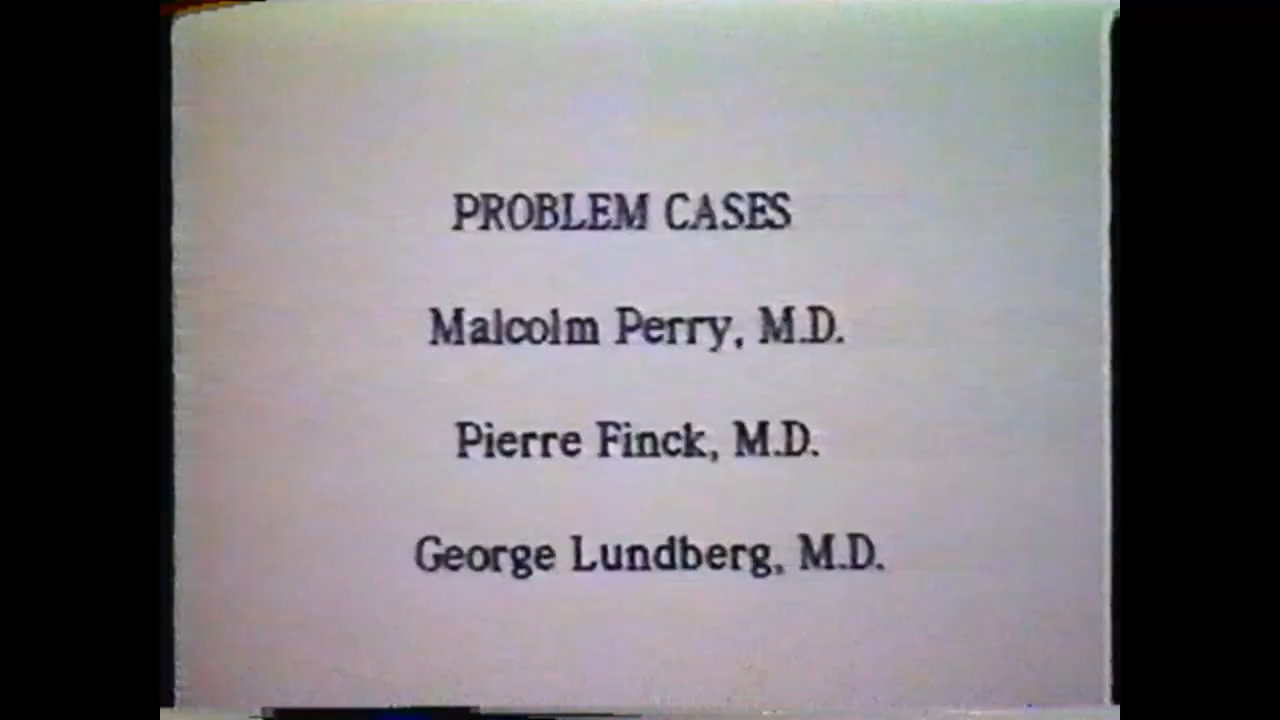 PROBLEM CASES
Malcolm Perry, M.D.
Pierre Finck, M.D.
George Lundberg, M.D.